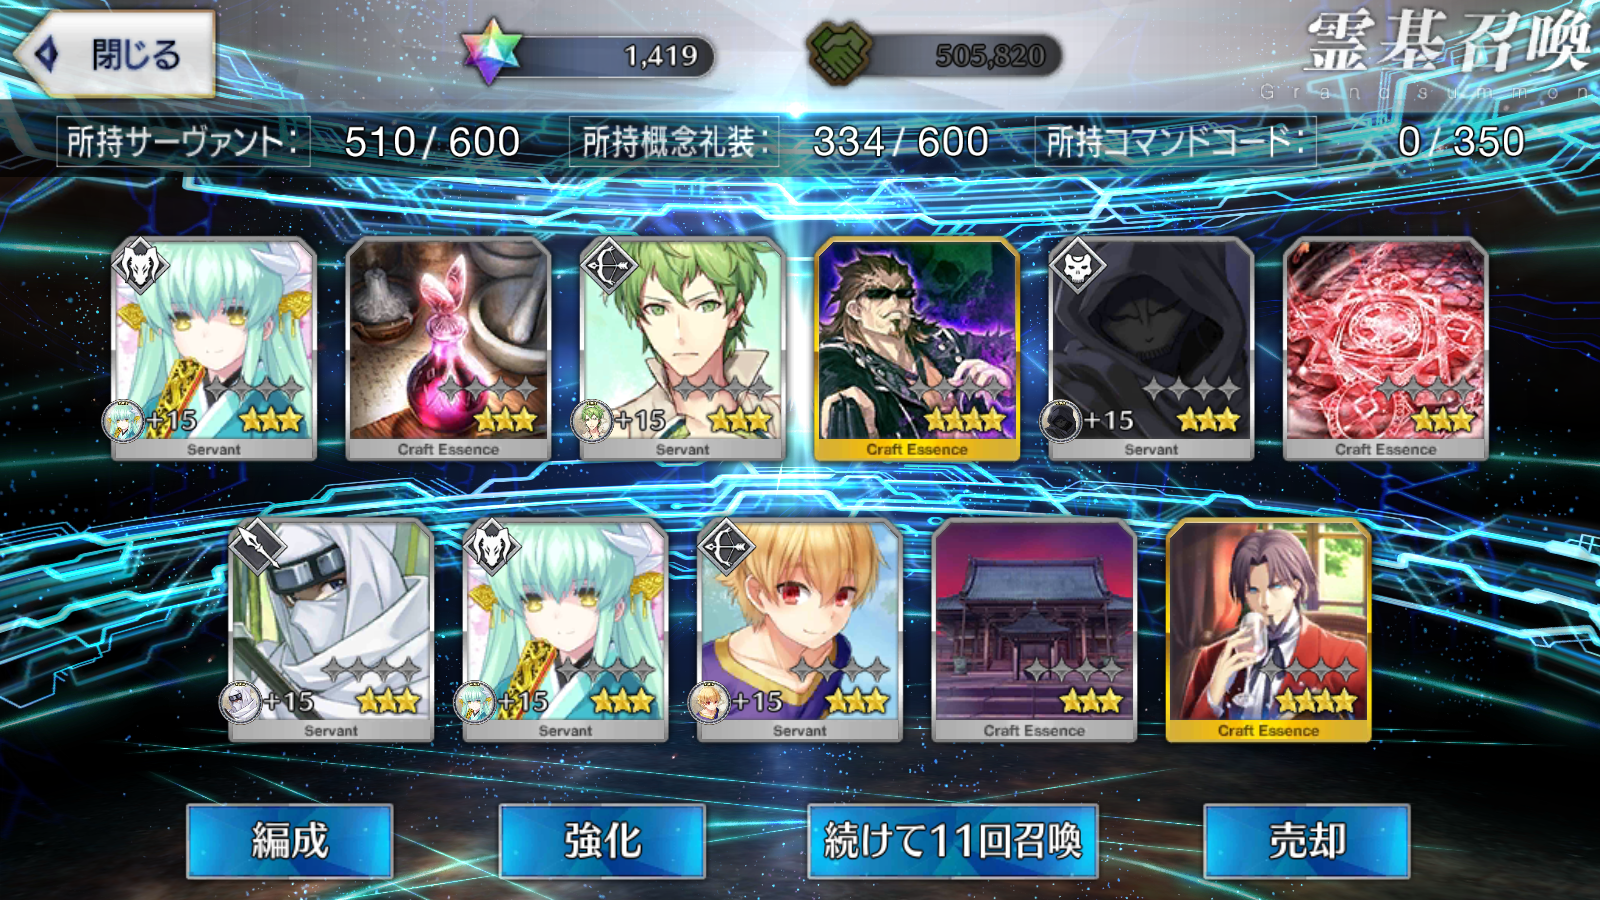 閉じる
1,419
505,820
霊基召喚
Grand summon
所持サーヴァント:
510 / 600
所持概念礼装:
334 / 600
所持コマンドコード:
0 / 350
+15
Servant
Craft Essence
+15
Servant
Craft Essence
+15
Servant
Craft Essence
+15
Servant
+15
Servant
+15
Servant
Craft Essence
Craft Essence
編成
強化
続けて11回召喚
売却